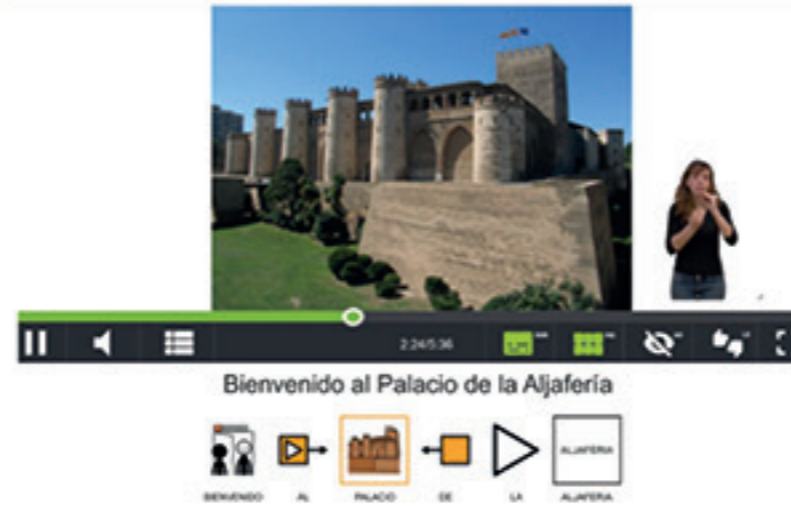 2:24/5:36
Bienvenido al Palacio de la Aljafería
ALJAFERIA
BIENVENIDO AL PALACIO DE LA ALJAFERIA